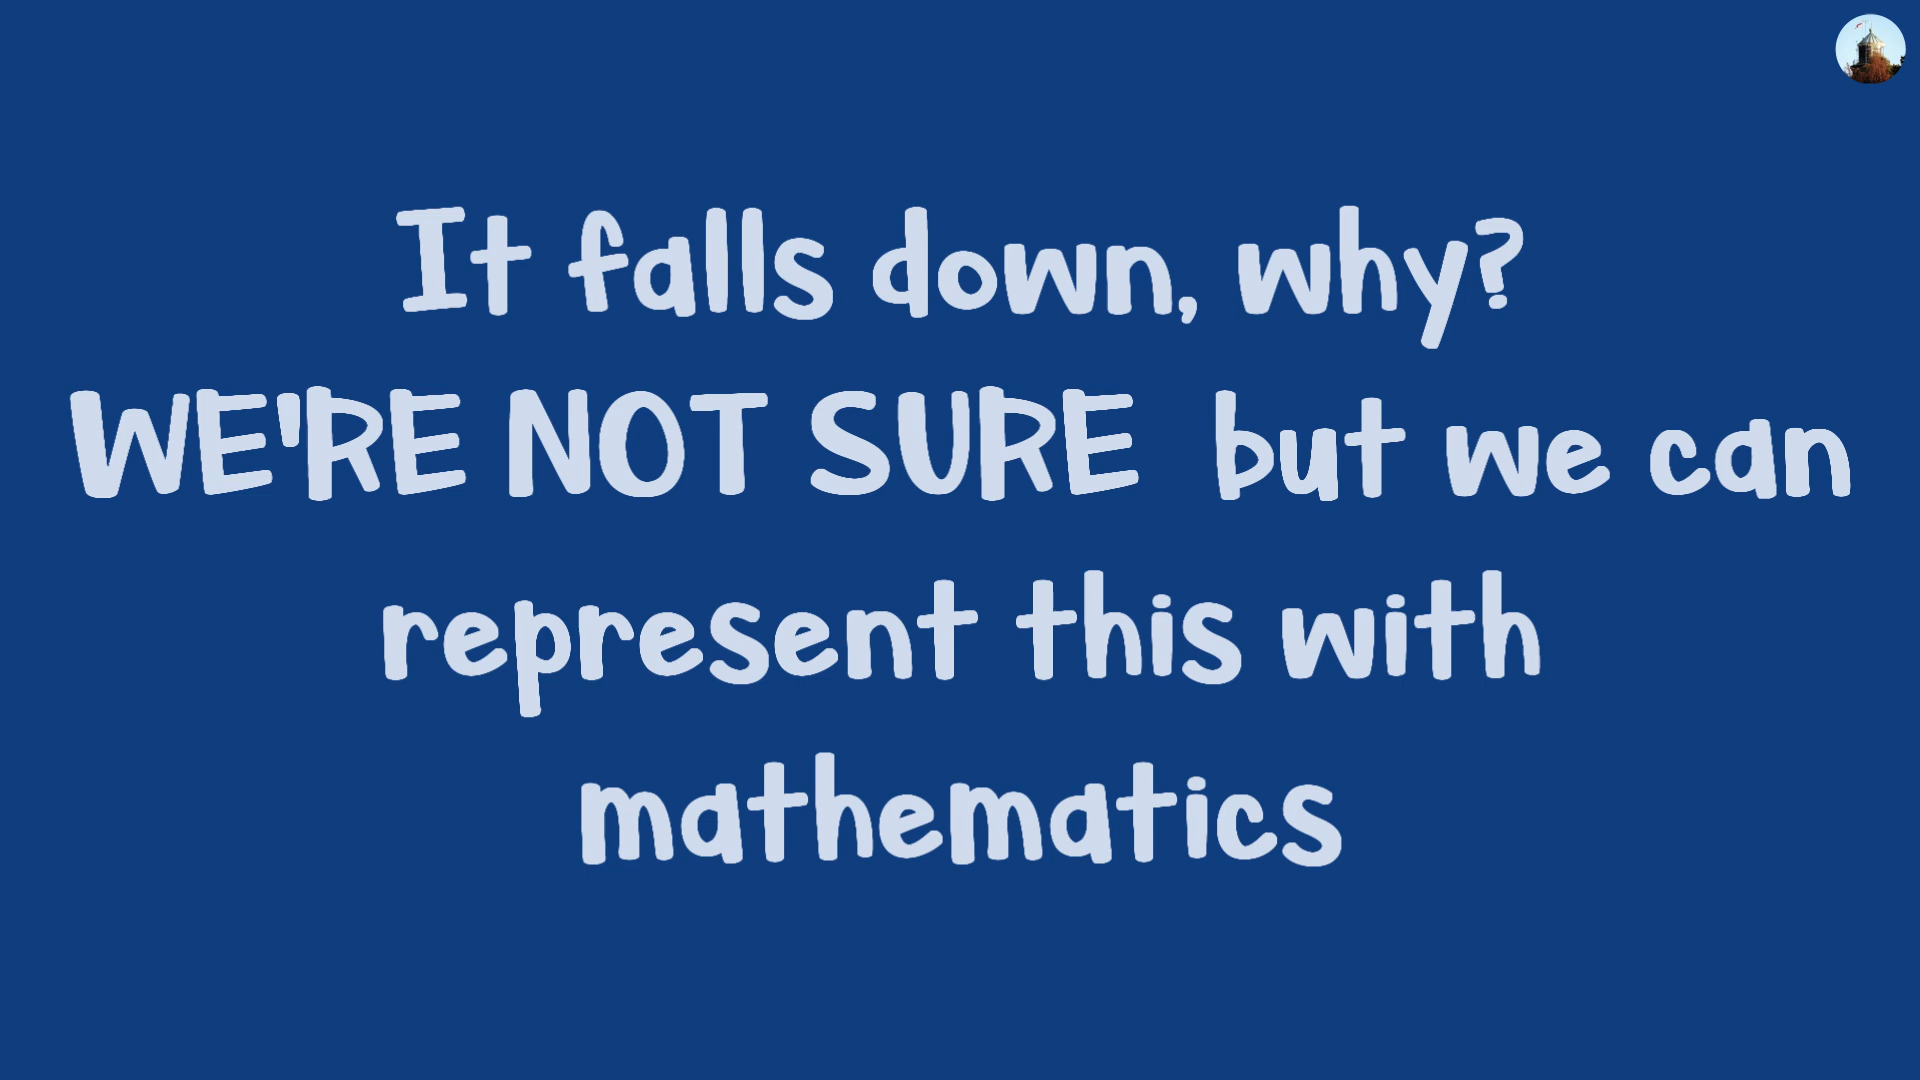 It falls down, why?
WE'RE NOT SURE but we can
represent this with
mathematics